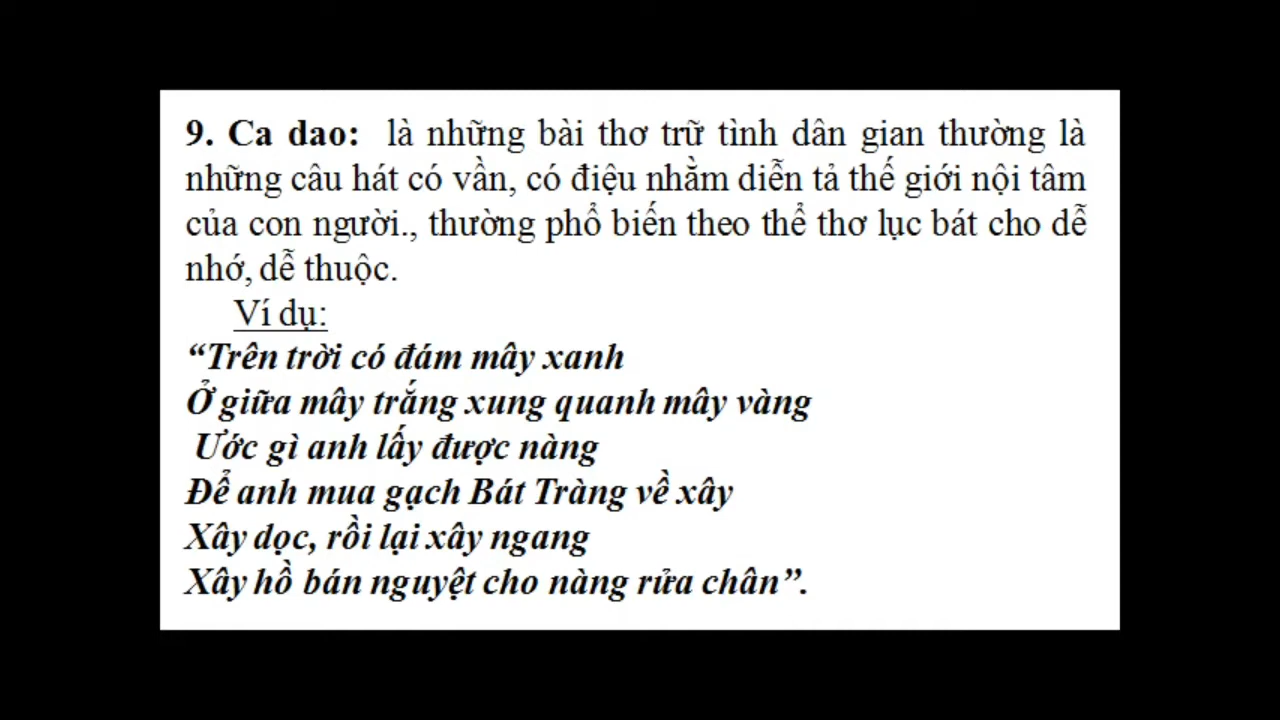 9. Ca dao: là những bài thơ trữ tình dân gian thường là
những câu hát có vần, có điệu nhằm diễn tả thế giới nội tâm
của con người., thường phổ biến theo thể thơ lục bát cho dễ
nhớ, dễ thuộc.
Ví dụ:
“Trên trời có đám mây xanh
Ở giữa mây trắng xung quanh mây vàng
Ước gì anh lấy được nàng
Để anh mua gạch Bát Tràng về xây
Xây dọc, rồi lại xây ngang
Xây hồ bán nguyệt cho nàng rửa chân”.